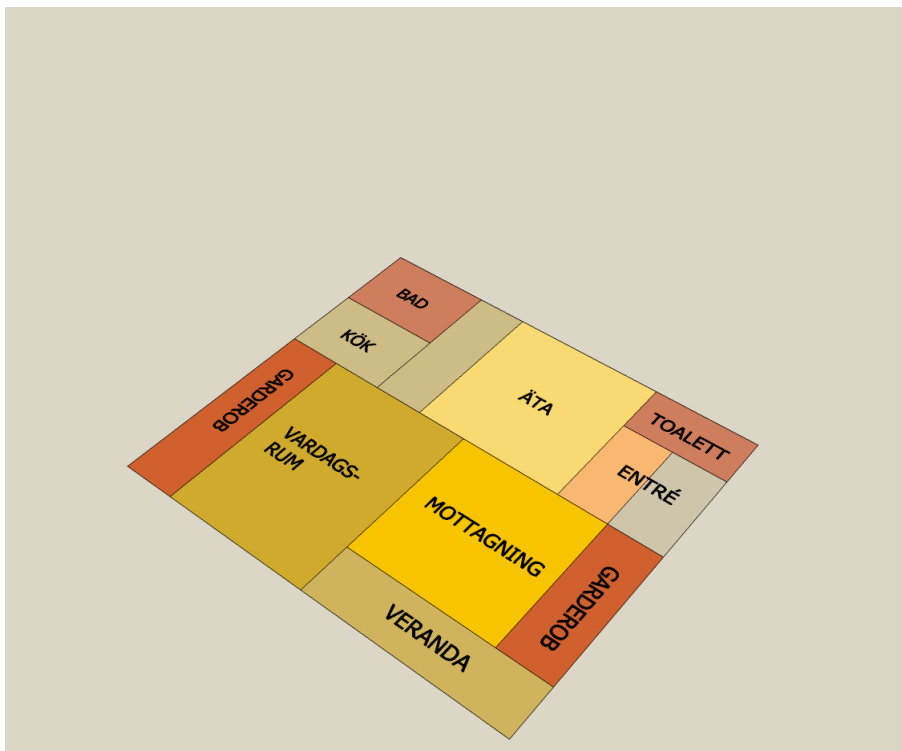 BAD
KÖK
GARDEROB
ÄTA
TOALETT
ENTRÉ
VARDAGS-
RUM
MOTTAGNING
GARDEROB
VERANDA